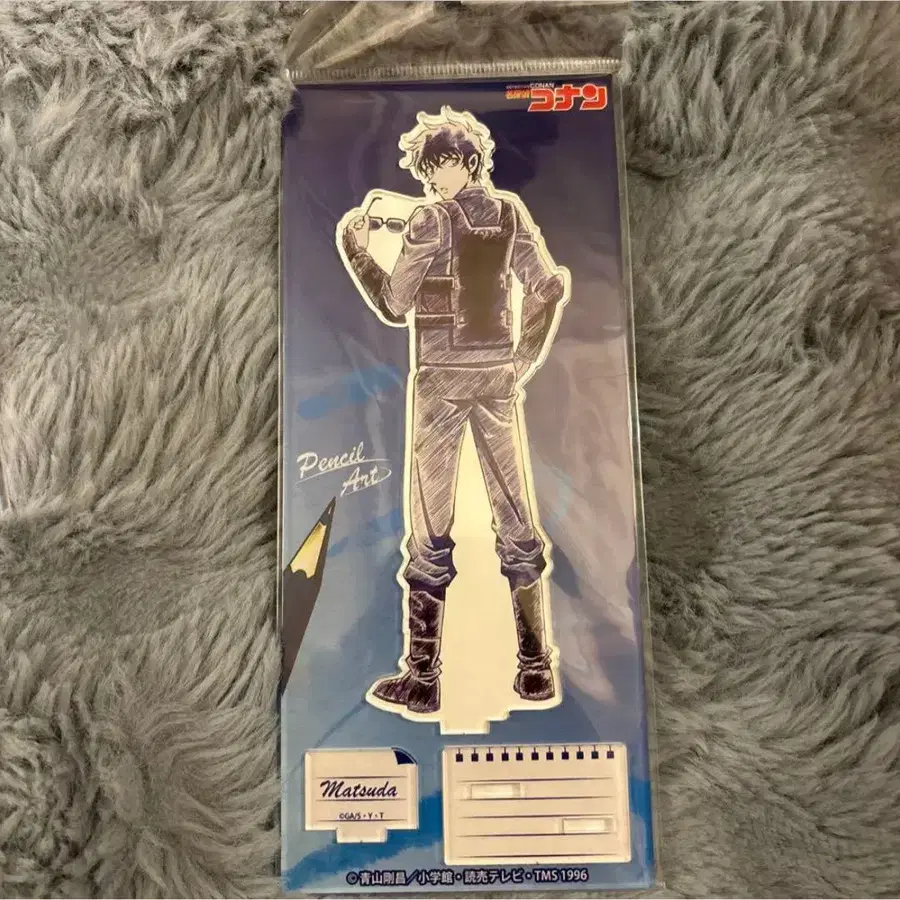 CONAN
名探偵コナン
Pencil
Art
Matsuda
©GA/S・Y・T
© 青山剛昌／小学館・読売テレビ・TMS 1996